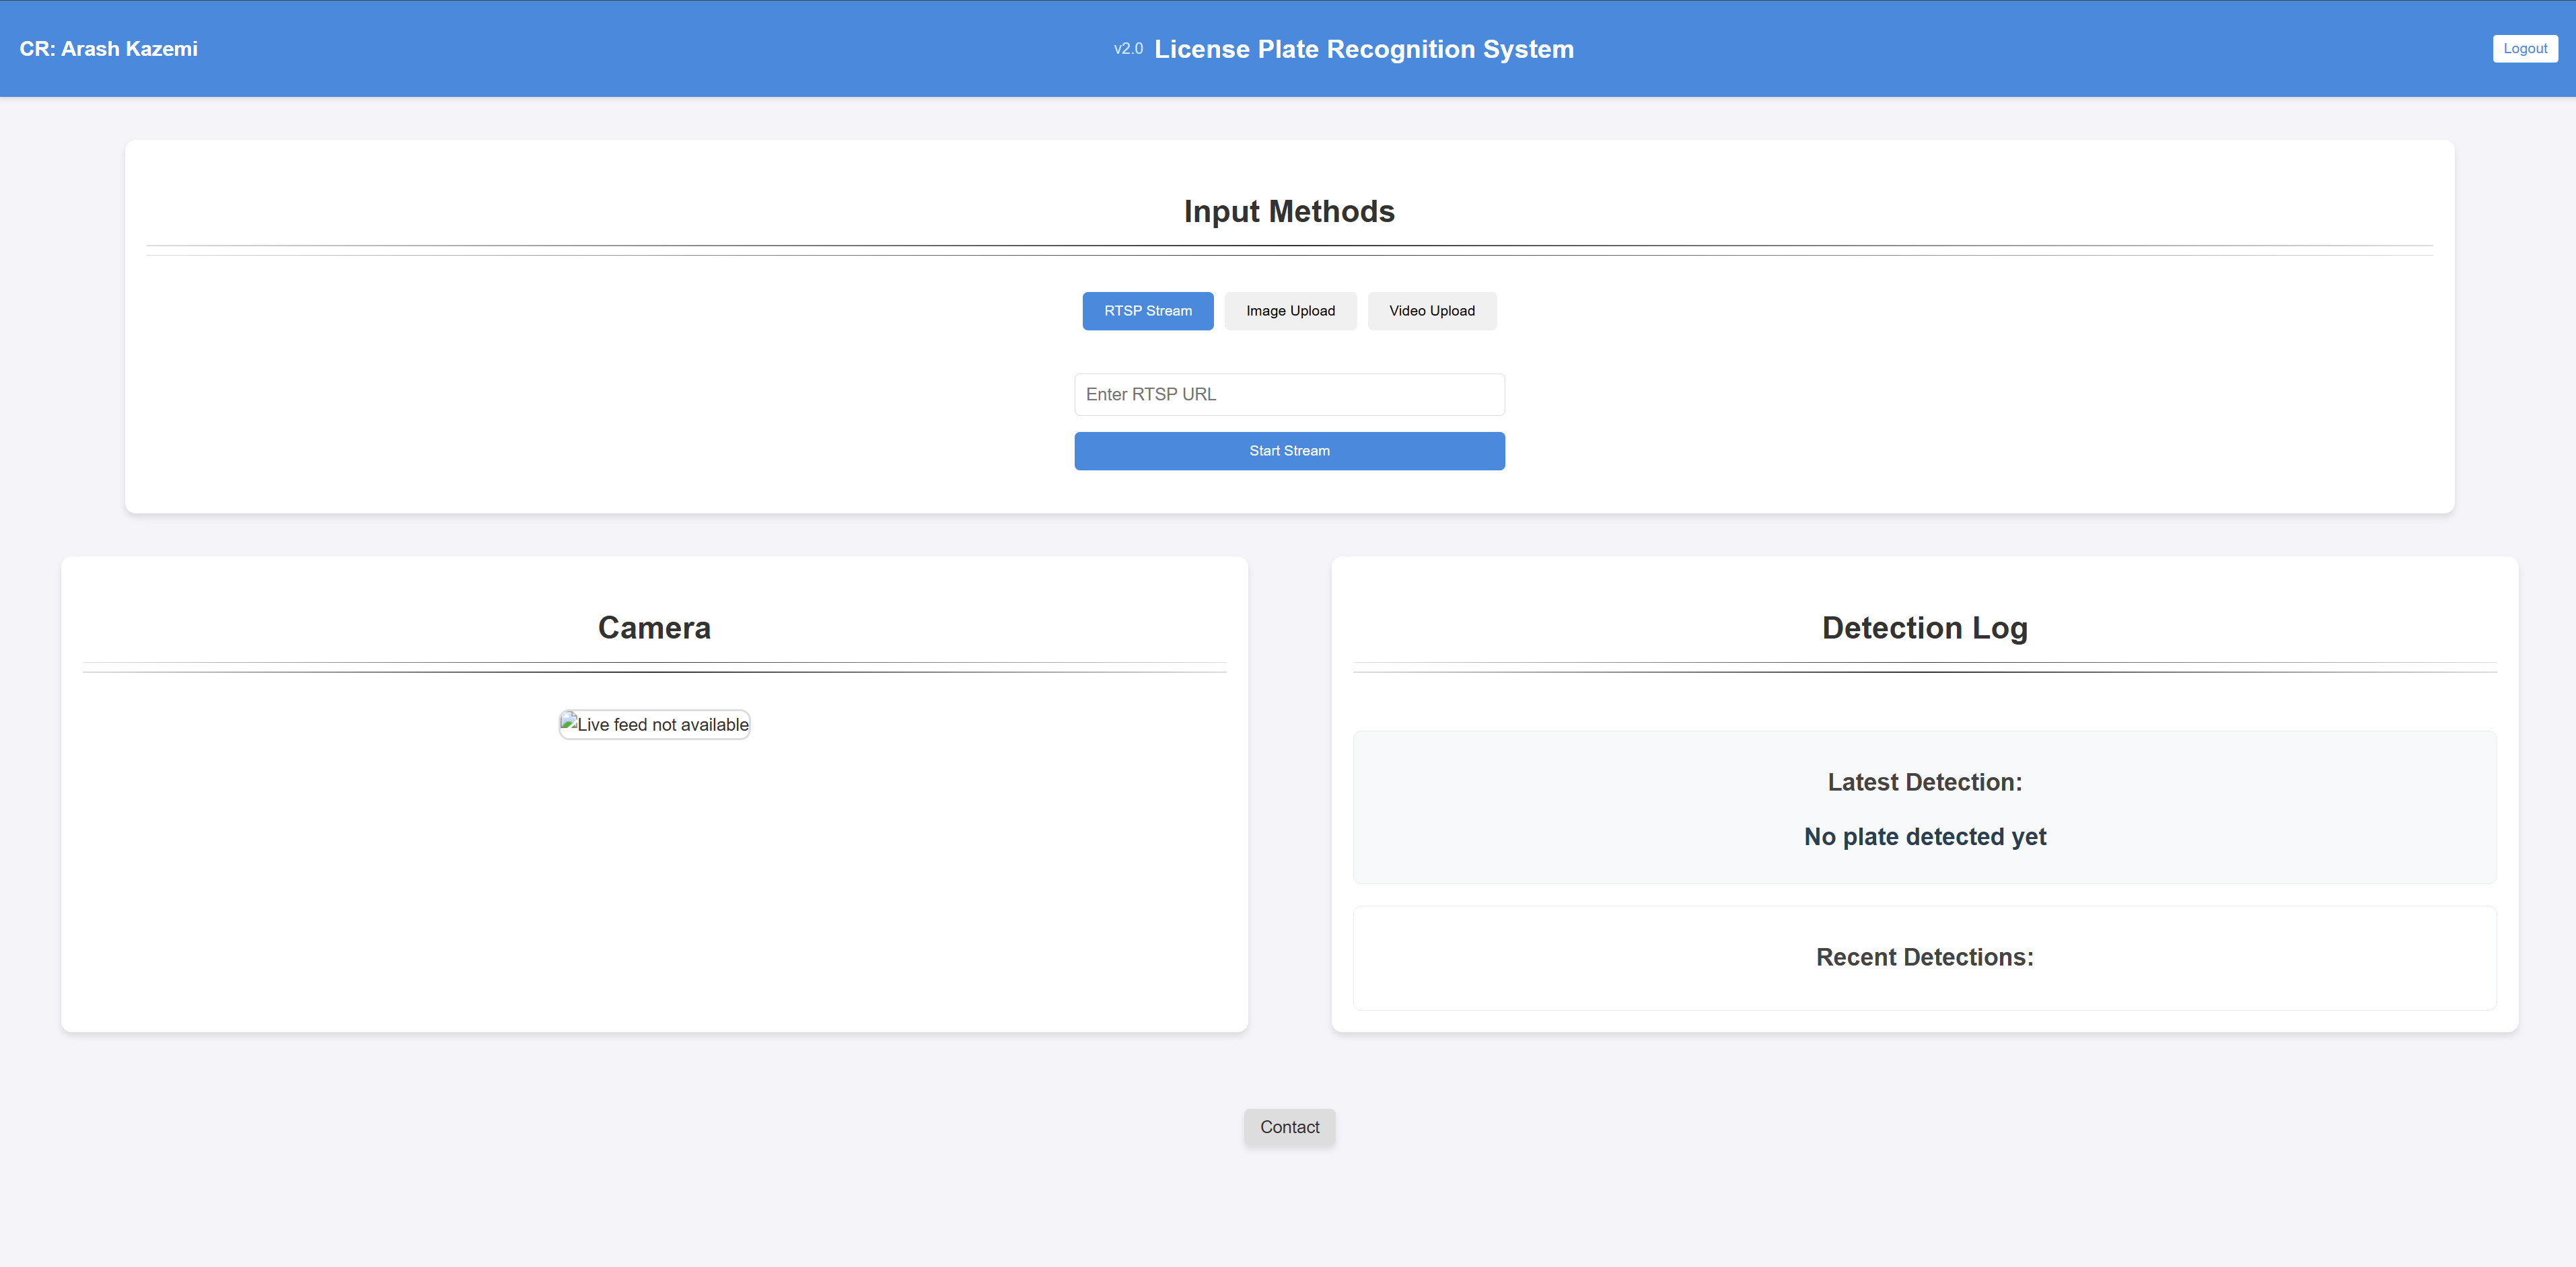 CR: Arash Kazemi
v2.0 License Plate Recognition System
Logout
Input Methods
RTSP Stream
Image Upload
Video Upload
Enter RTSP URL
Start Stream
Camera
Live feed not available
Detection Log
Latest Detection:
No plate detected yet
Recent Detections:
Contact